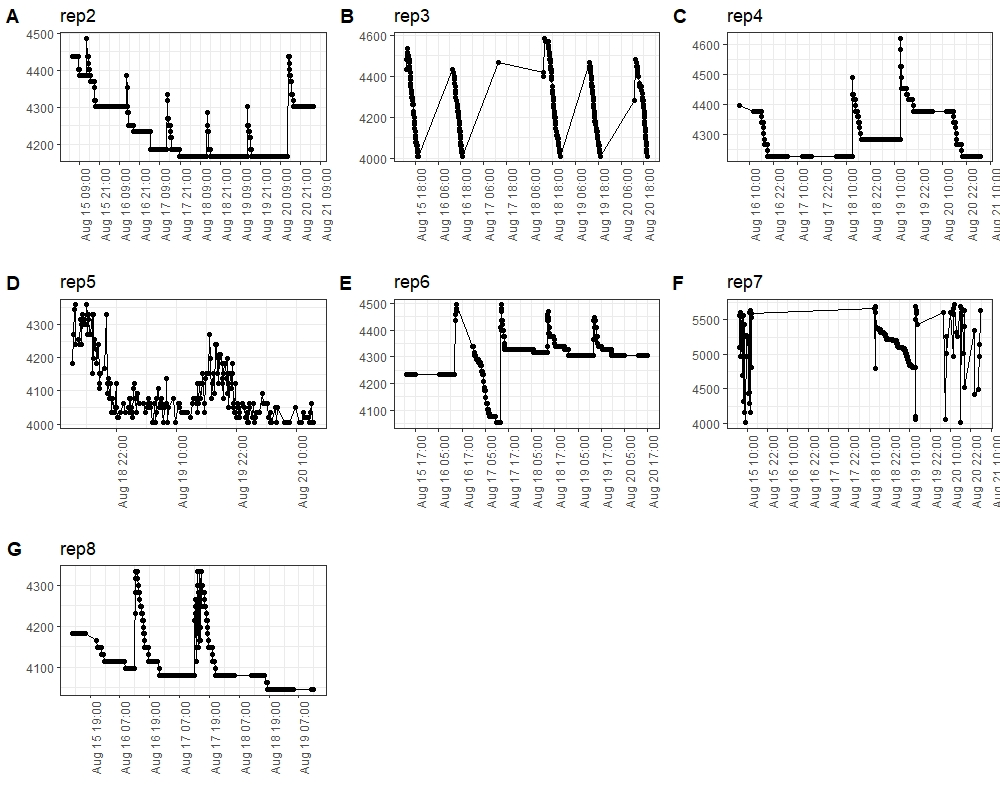 A rep2
4500
4400
4300
4200
Aug 15 09:00
Aug 15 21:00
Aug 16 09:00
Aug 16 21:00
Aug 17 09:00
Aug 17 21:00
Aug 18 09:00
Aug 18 21:00
Aug 19 09:00
Aug 19 21:00
Aug 20 09:00
Aug 20 21:00
Aug 21 09:00
B rep3
4600
4400
4200
4000
Aug 15 18:00
Aug 16 06:00
Aug 16 18:00
Aug 17 06:00
Aug 17 18:00
Aug 18 06:00
Aug 18 18:00
Aug 19 06:00
Aug 19 18:00
Aug 20 06:00
Aug 20 18:00
C rep4
4600
4500
4400
4300
Aug 16 10:00
Aug 16 22:00
Aug 17 10:00
Aug 17 22:00
Aug 18 10:00
Aug 18 22:00
Aug 19 10:00
Aug 19 22:00
Aug 20 10:00
Aug 20 22:00
Aug 21 10:00
D rep5
4300
4200
4100
4000
Aug 18 22:00
Aug 19 10:00
Aug 19 22:00
Aug 20 10:00
E rep6
4500
4400
4300
4200
4100
Aug 15 17:00
Aug 16 05:00
Aug 16 17:00
Aug 17 05:00
Aug 17 17:00
Aug 18 05:00
Aug 18 17:00
Aug 19 05:00
Aug 19 17:00
Aug 20 05:00
Aug 20 17:00
F rep7
5500
5000
4500
4000
Aug 15 10:00
Aug 15 22:00
Aug 16 10:00
Aug 16 22:00
Aug 17 10:00
Aug 17 22:00
Aug 18 10:00
Aug 18 22:00
Aug 19 10:00
Aug 19 22:00
Aug 20 10:00
Aug 20 22:00
Aug 21 10:00
G rep8
4300
4200
4100
Aug 15 19:00
Aug 16 07:00
Aug 16 19:00
Aug 17 07:00
Aug 17 19:00
Aug 18 07:00
Aug 18 19:00
Aug 19 07:00